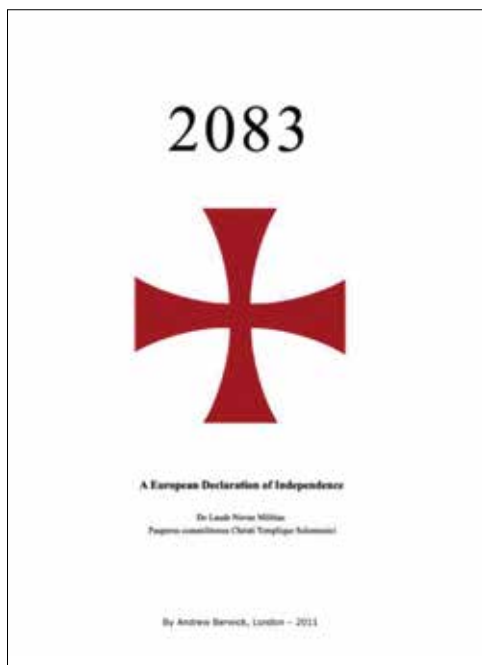 2083
A European Declaration of Independence
De Laude Novae Militiae
Pauperes commilitones Christi Templique Solomonici
By Andrew Berwick, London – 2011